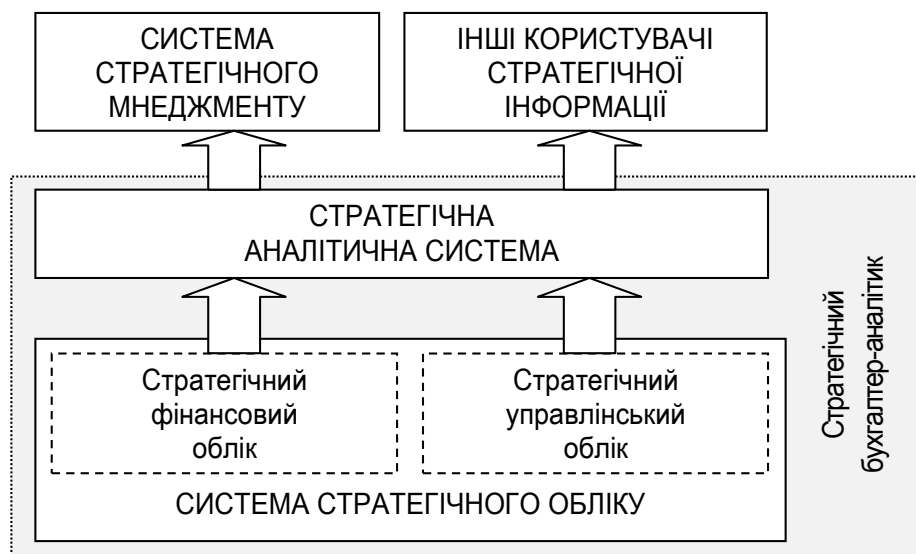 СИСТЕМА
СТРАТЕГІЧНОГО
МНЕДЖМЕНТУ
ІНШІ КОРИСТУВАЧІ
СТРАТЕГІЧНОЇ
ІНФОРМАЦІЇ
СТРАТЕГІЧНА
АНАЛІТИЧНА СИСТЕМА
Стратегічний
фінансовий
облік
Стратегічний
управлінський
облік
СИСТЕМА СТРАТЕГІЧНОГО ОБЛІКУ
Стратегічний
бухгалтер-аналітик